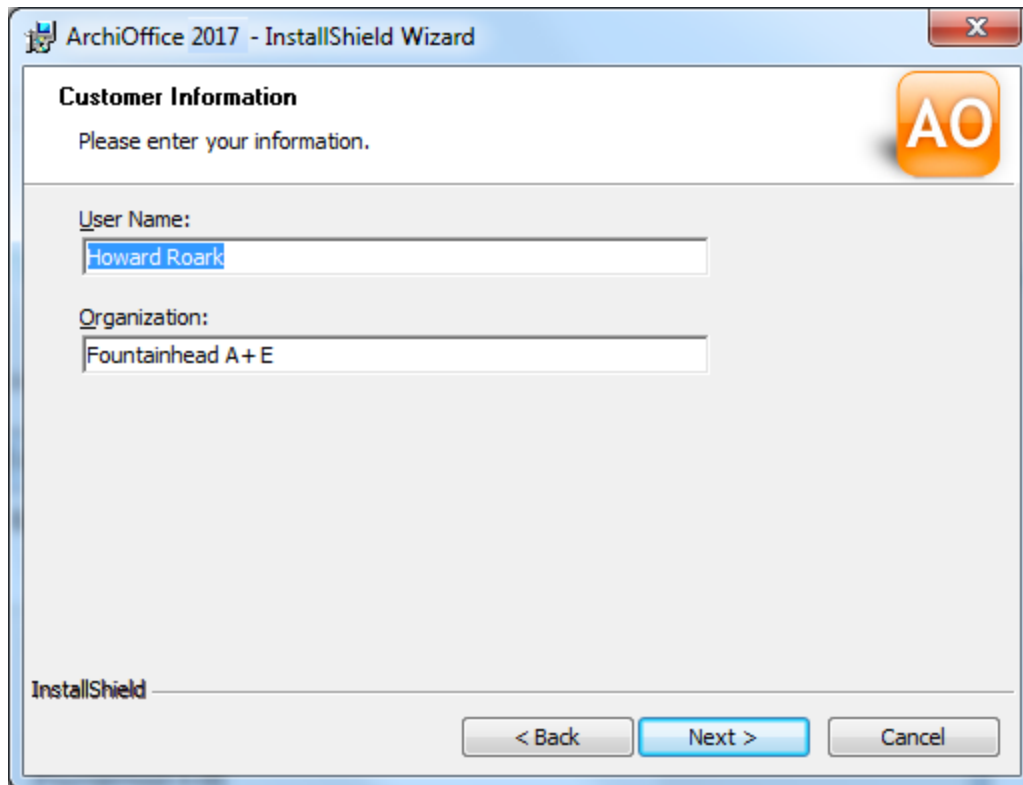 ArchiOffice 2017 - InstallShield Wizard
Customer Information
Please enter your information.
AO
User Name:
Howard Roark
Organization:
Fountainhead A+E
InstallShield
< Back
Next >
Cancel